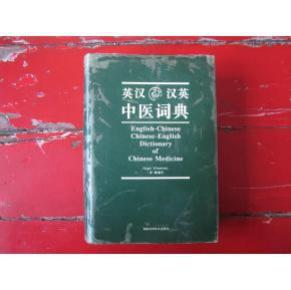 英汉 汉英
中医词典
English-Chinese
Chinese-English
Dictionary
of
Chinese Medicine